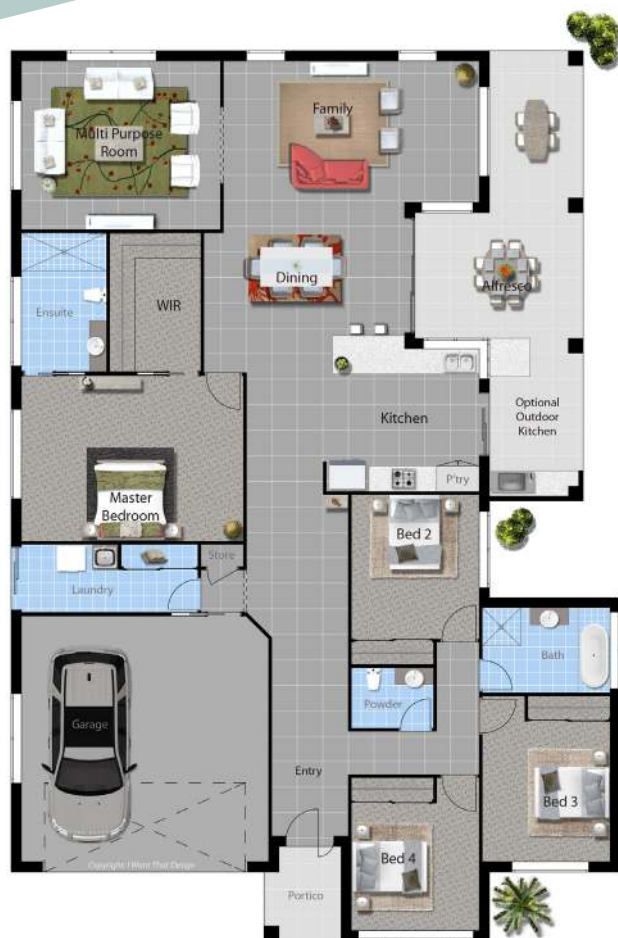 Multi Purpose
Room
Family
Dining
Alfresco
Ensuite
WIR
Kitchen
Optional
Outdoor
Kitchen
P'try
Master
Bedroom
Bed 2
Store
Laundry
Bath
Powder
Garage
Entry
Bed 3
Bed 4
Copyright I Want That Design
Portico